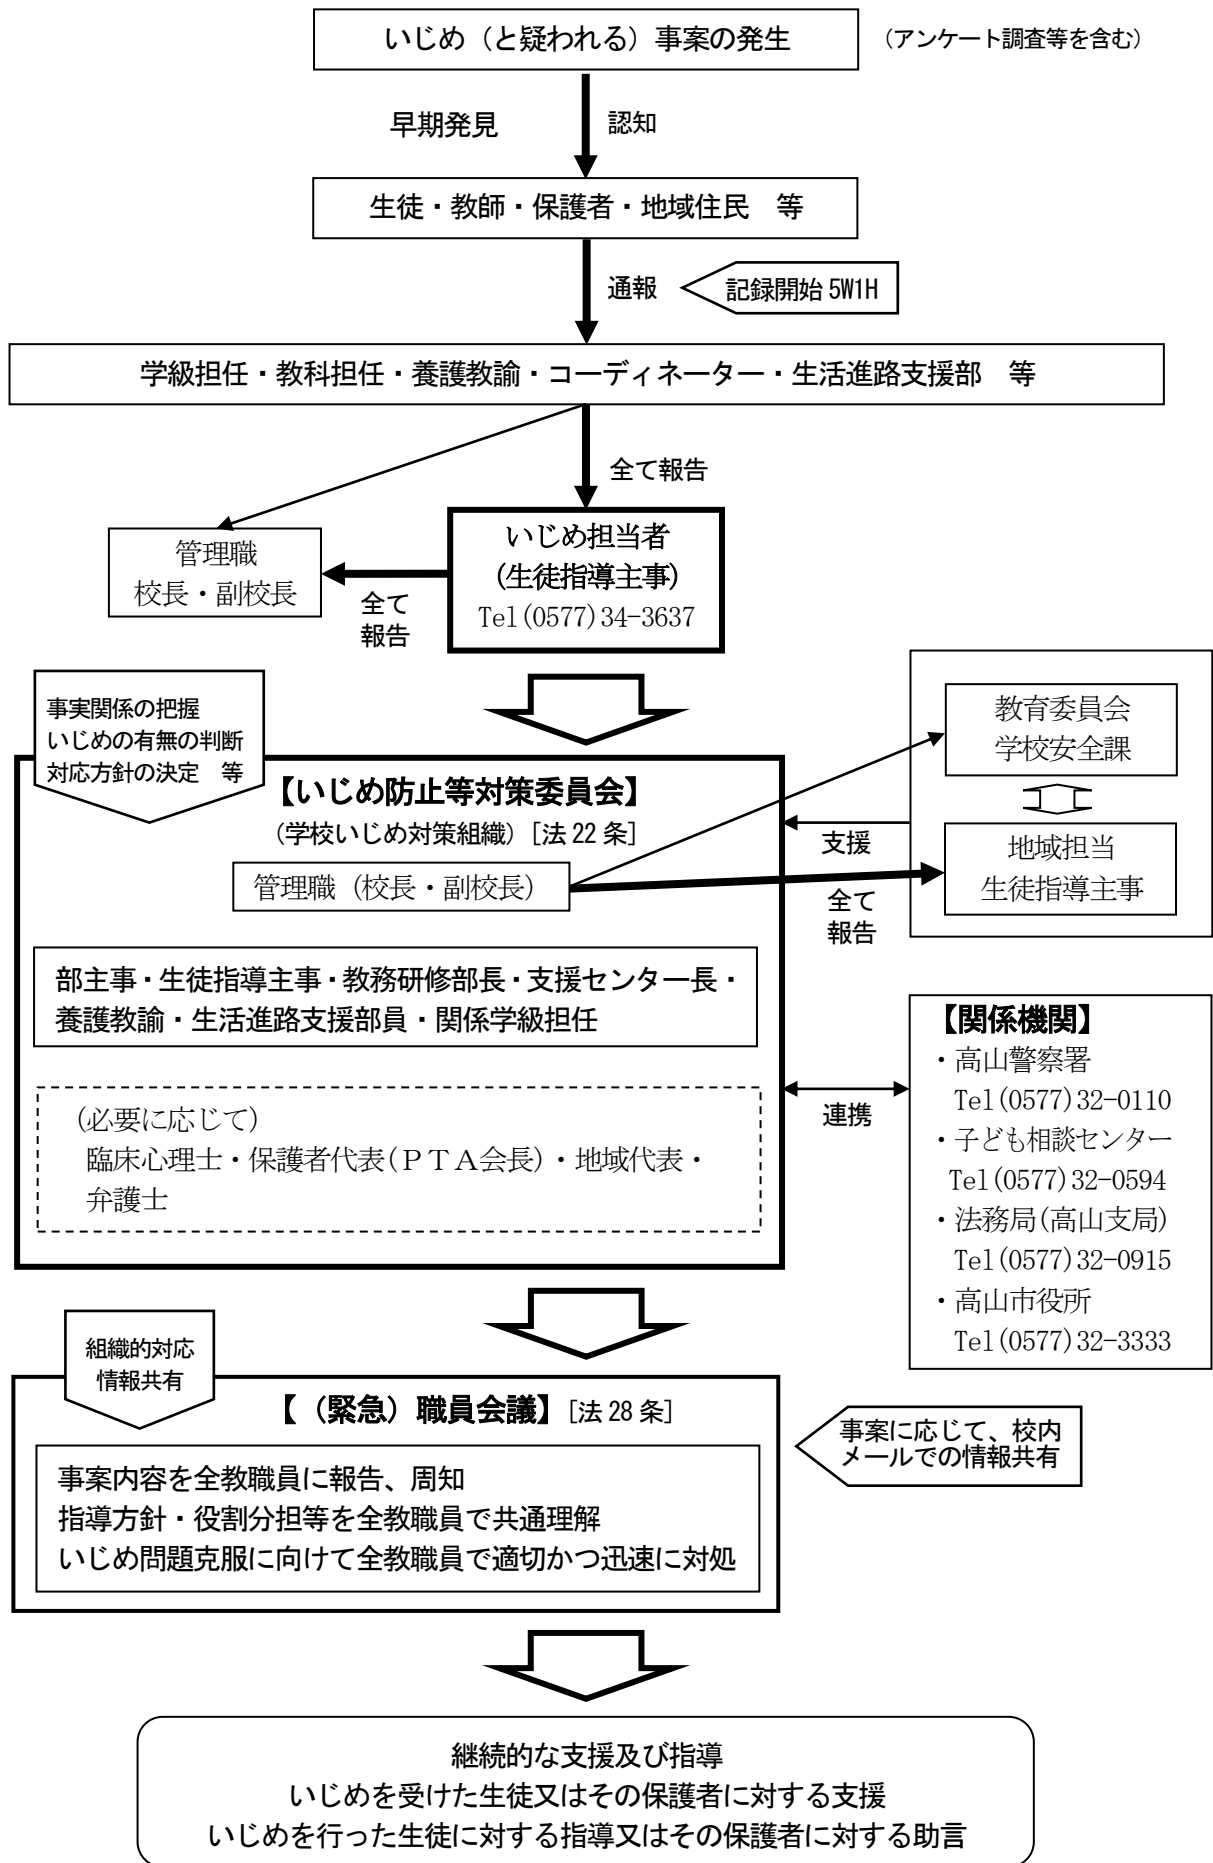 いじめ（と疑われる）事案の発生
（アンケート調査等を含む）
早期発見
認知
生徒・教師・保護者・地域住民　等
通報
記録開始 5W1H
学級担任・教科担任・養護教諭・コーディネーター・生活進路支援部　等
全て報告
いじめ担当者
（生徒指導主事）
Tel(0577)34-3637
管理職
校長・副校長
全て
報告
事実関係の把握
いじめの有無の判断
対応方針の決定　等
【いじめ防止等対策委員会】
（学校いじめ対策組織）［法 22 条］
管理職（校長・副校長）
教育委員会
学校安全課
支援
地域担当
生徒指導主事
全て
報告
部主事・生徒指導主事・教務研修部長・支援センター長・
養護教諭・生活進路支援部員・関係学級担任
（必要に応じて）
臨床心理士・保護者代表(ＰＴＡ会長)・地域代表・
弁護士
連携
【関係機関】
・高山警察署
Tel(0577)32-0110
・子ども相談センター
Tel(0577)32-0594
・法務局(高山支局)
Tel(0577)32-0915
・高山市役所
Tel(0577)32-3333
組織的対応
情報共有
【（緊急）職員会議】［法 28 条］
事案に応じて、校内
メールでの情報共有
事案内容を全教職員に報告、周知
指導方針・役割分担等を全教職員で共通理解
いじめ問題克服に向けて全教職員で適切かつ迅速に対処
継続的な支援及び指導
いじめを受けた生徒又はその保護者に対する支援
いじめを行った生徒に対する指導又はその保護者に対する助言